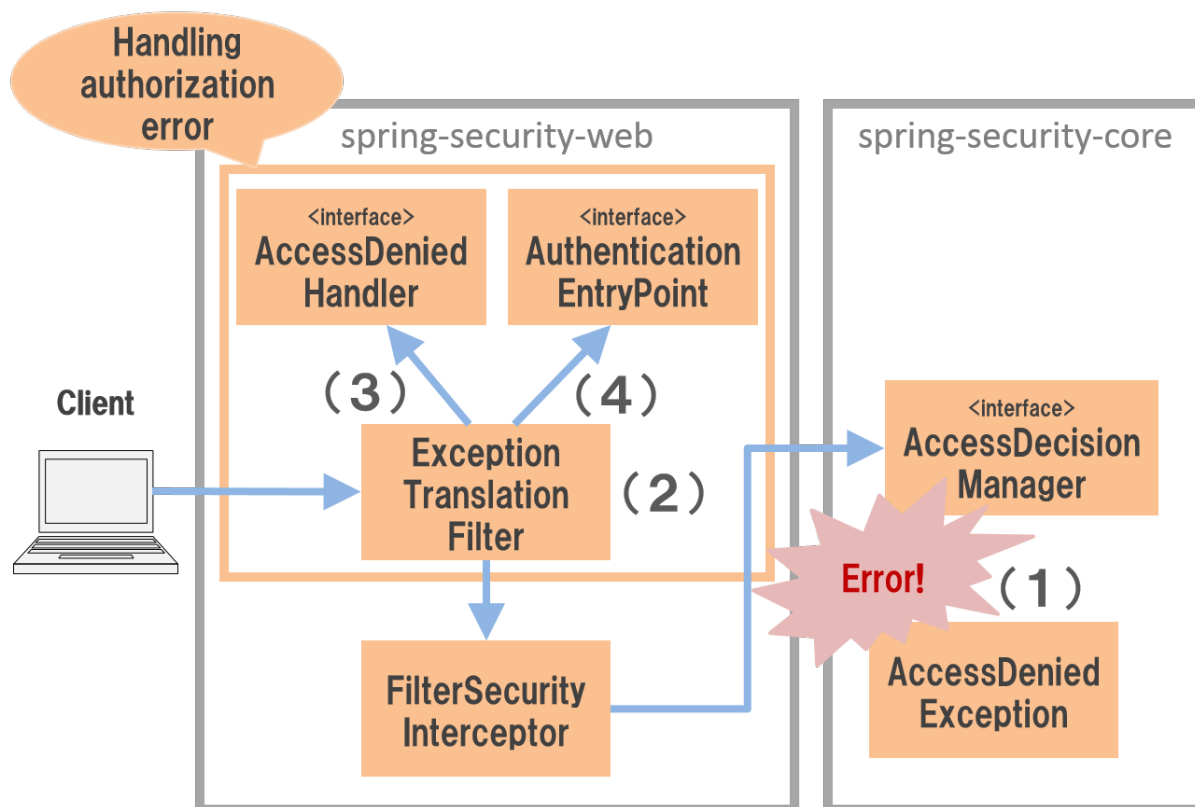 Handling
authorization
error
spring-security-web
spring-security-core
<interface>
AccessDenied
Handler
<interface>
Authentication
EntryPoint
(3)
(4)
Client
Exception
Translation
Filter
(2)
<interface>
AccessDecision
Manager
Error!
(1)
FilterSecurity
Interceptor
AccessDenied
Exception